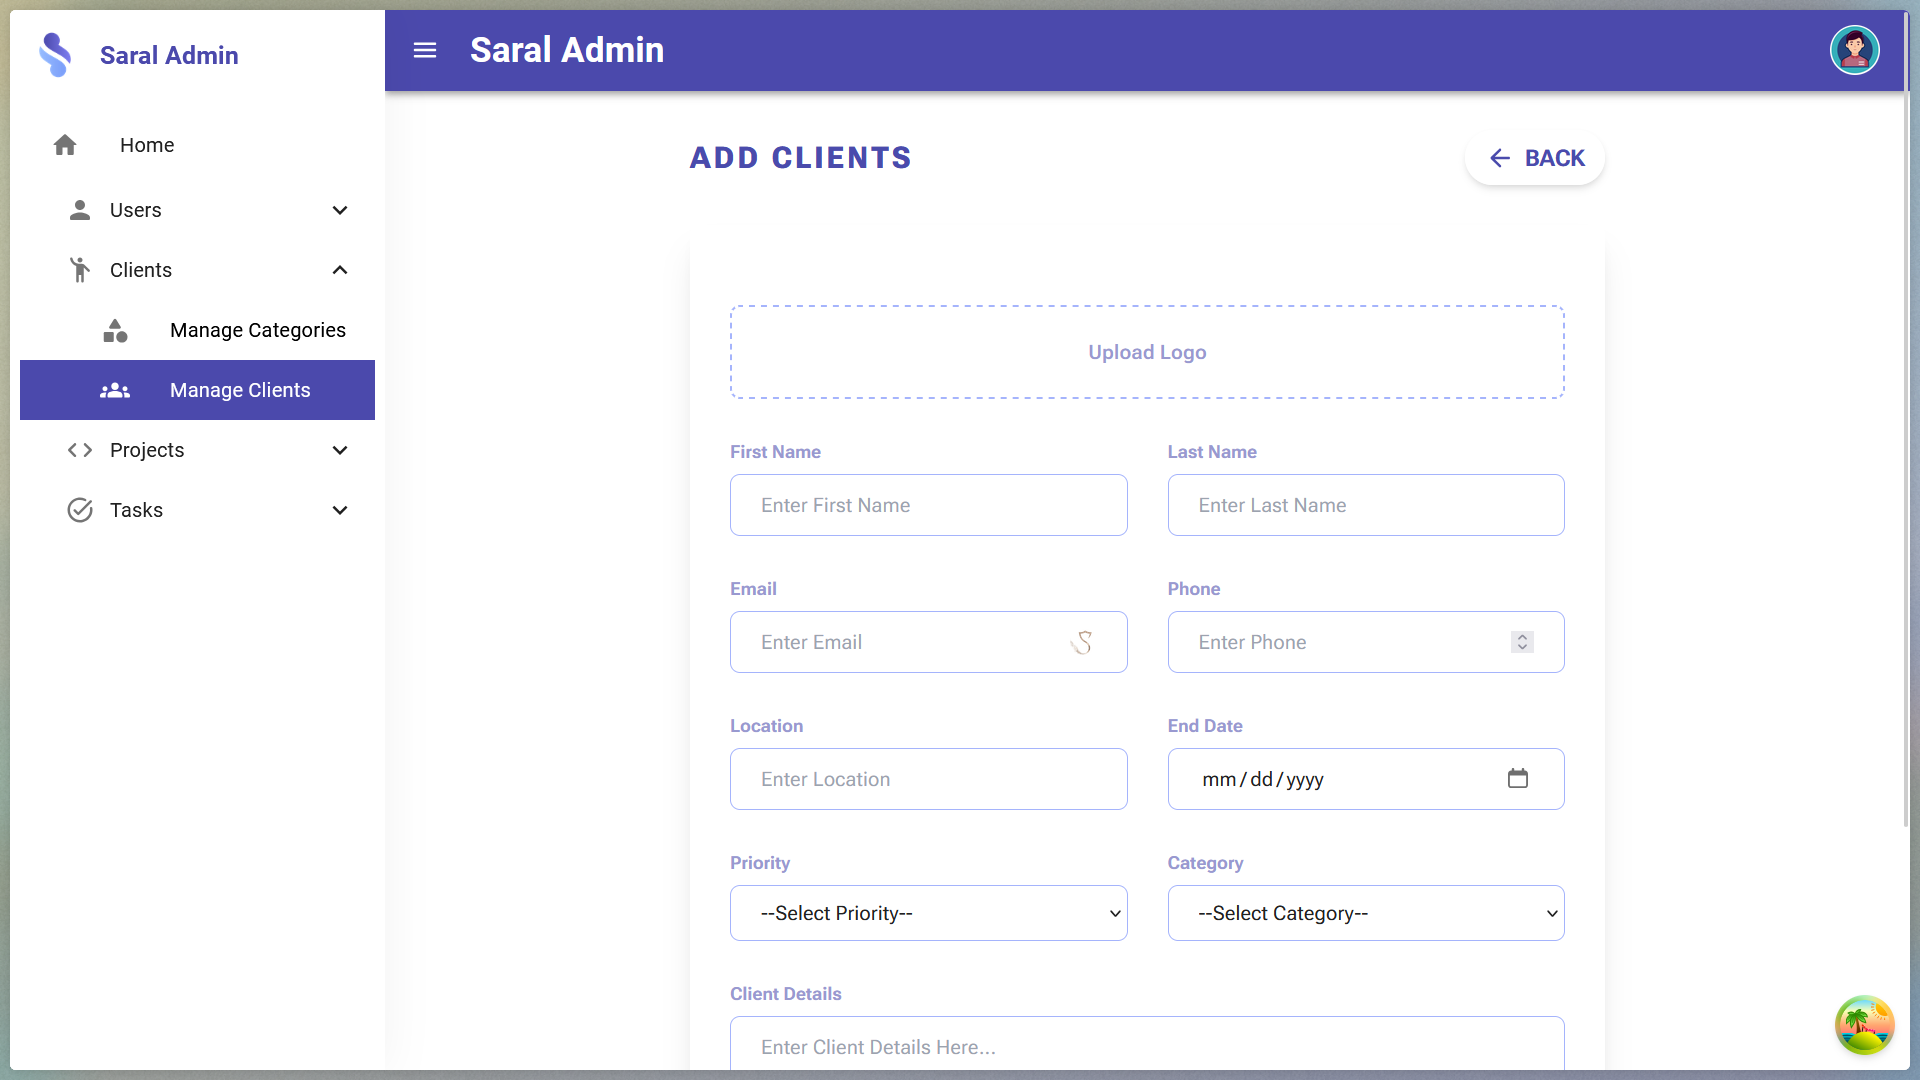 Saral Admin
Saral Admin
Home
Users
Clients
Manage Categories
Manage Clients
Projects
Tasks
ADD CLIENTS
BACK
Upload Logo
First Name
Last Name
Enter First Name
Enter Last Name
Email
Phone
Enter Email
Enter Phone
Location
End Date
Enter Location
mm/dd/yyyy
Priority
Category
--Select Priority--
--Select Category--
Client Details
Enter Client Details Here...